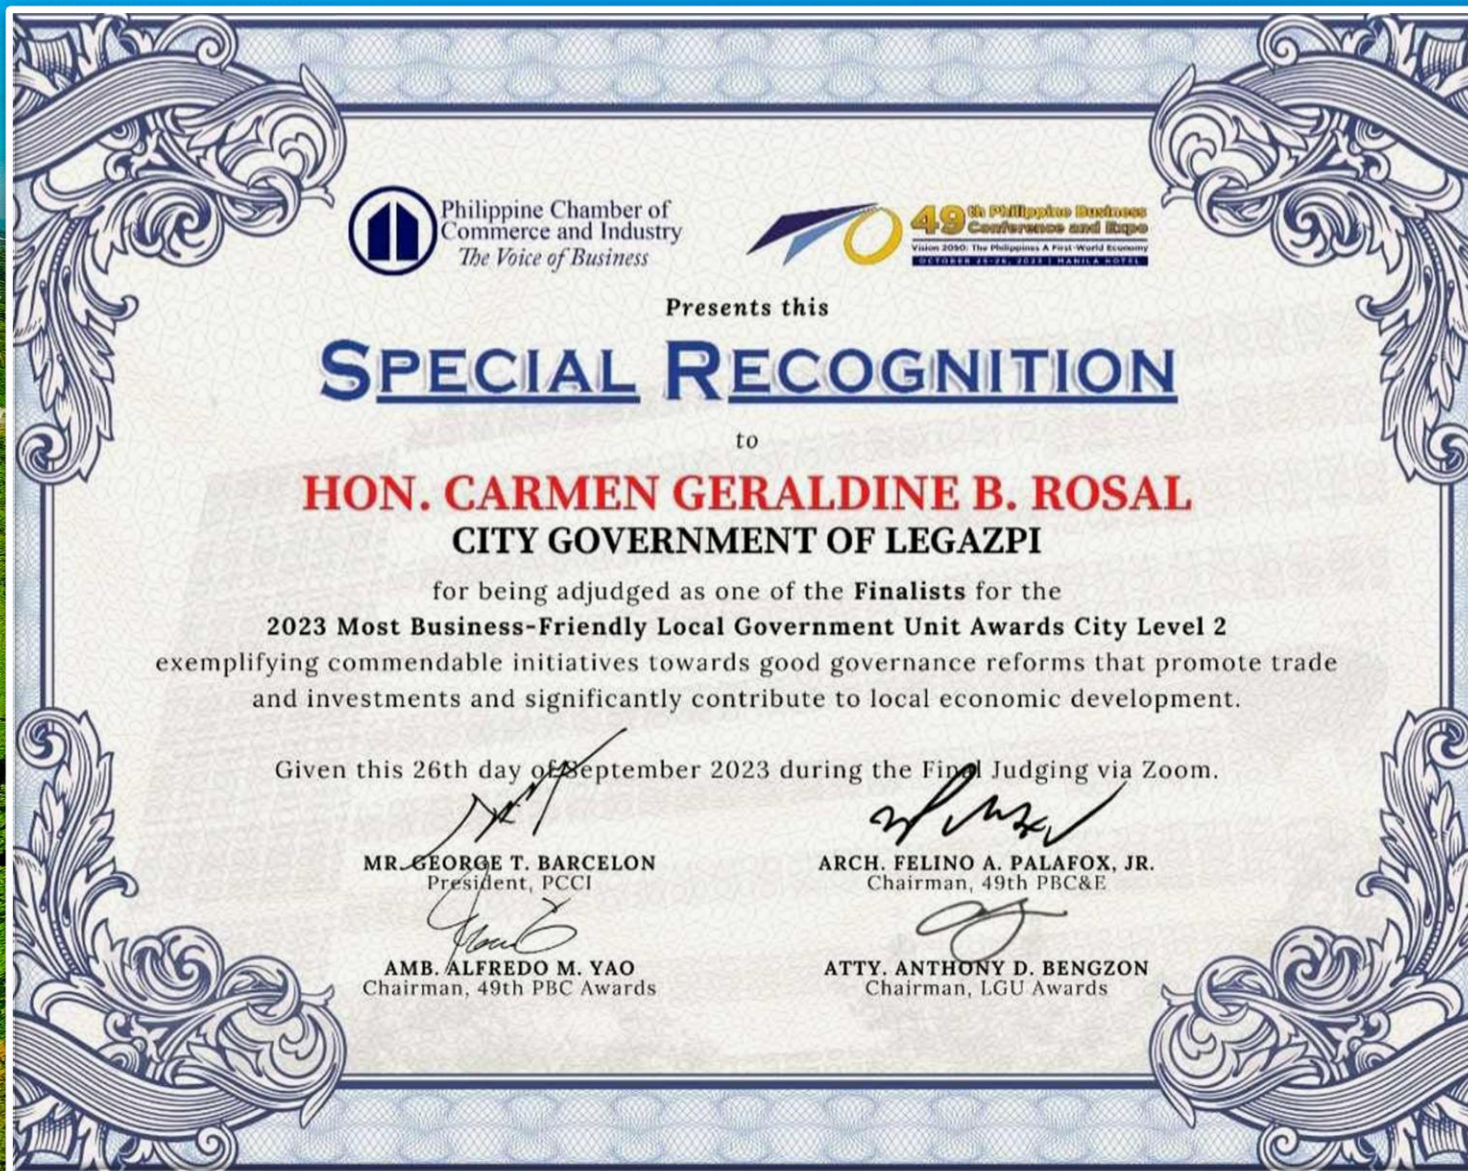 Philippine Chamber of
Commerce and Industry
The Voice of Business
49th Philippine Business
Conference and Expo
Vision 2050: The Philippines A First-World Economy
OCTOBER 25-26, 2023 | MANILA HOTEL
Presents this
SPECIAL RECOGNITION
to
HON. CARMEN GERALDINE B. ROSAL
CITY GOVERNMENT OF LEGAZPI
for being adjudged as one of the Finalists for the
2023 Most Business-Friendly Local Government Unit Awards City Level 2
exemplifying commendable initiatives towards good governance reforms that promote trade
and investments and significantly contribute to local economic development.
Given this 26th day of September 2023 during the Final Judging via Zoom.
MR. GEORGE T. BARCELON
President, PCCI
ARCH. FELINO A. PALAFOX, JR.
Chairman, 49th PBC&E
AMB. ALFREDO M. YAO
Chairman, 49th PBC Awards
ATTY. ANTHONY D. BENGZON
Chairman, LGU Awards